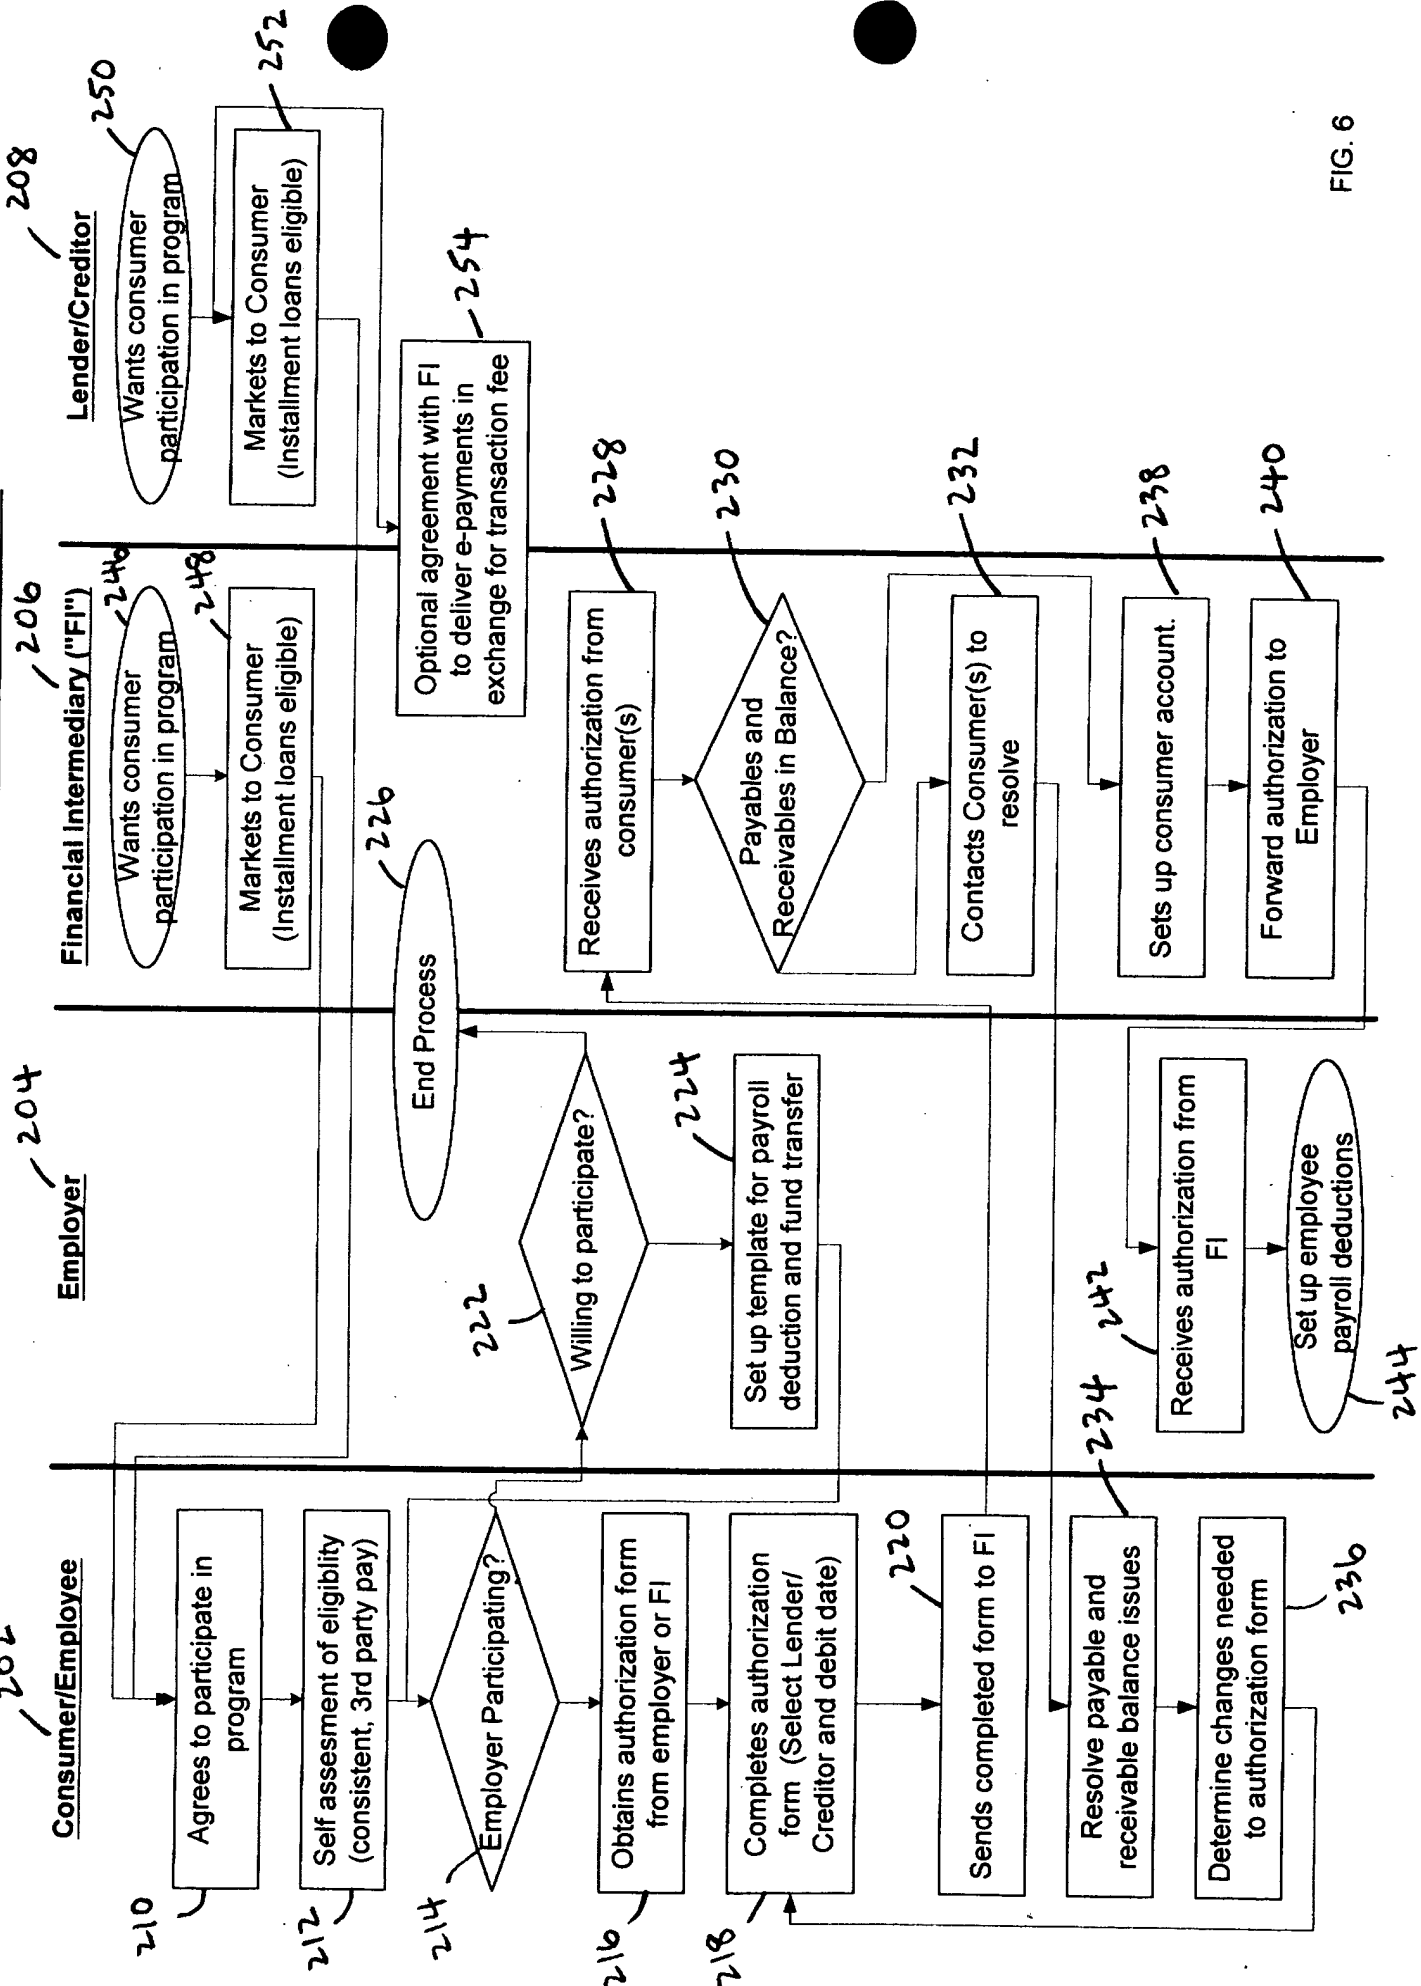 202
Consumer/Employee
204
Employer
206
Financial Intermediary ("FI")
208
Lender/Creditor
210
Agrees to participate in
program
212
Self assesment of eligiblity
(consistent, 3rd party pay)
214
Employer Participating?
216
Obtains authorization form
from employer or FI
218
Completes authorization
form (Select Lender/
Creditor and debit date)
220
Sends completed form to FI
234
Resolve payable and
receivable balance issues
236
Determine changes needed
to authorization form
222
Willing to participate?
226
End Process
224
Set up template for payroll
deduction and fund transfer
242
Receives authorization from
FI
244
Set up employee
payroll deductions
246
Wants consumer
participation in program
248
Markets to Consumer
(Installment loans eligible)
228
Receives authorization from
consumer(s)
230
Payables and
Receivables in Balance?
232
Contacts Consumer(s) to
resolve
238
Sets up consumer account.
240
Forward authorization to
Employer
250
Wants consumer
participation in program
252
Markets to Consumer
(Installment loans eligible)
254
Optional agreement with FI
to deliver e-payments in
exchange for transaction fee
FIG. 6